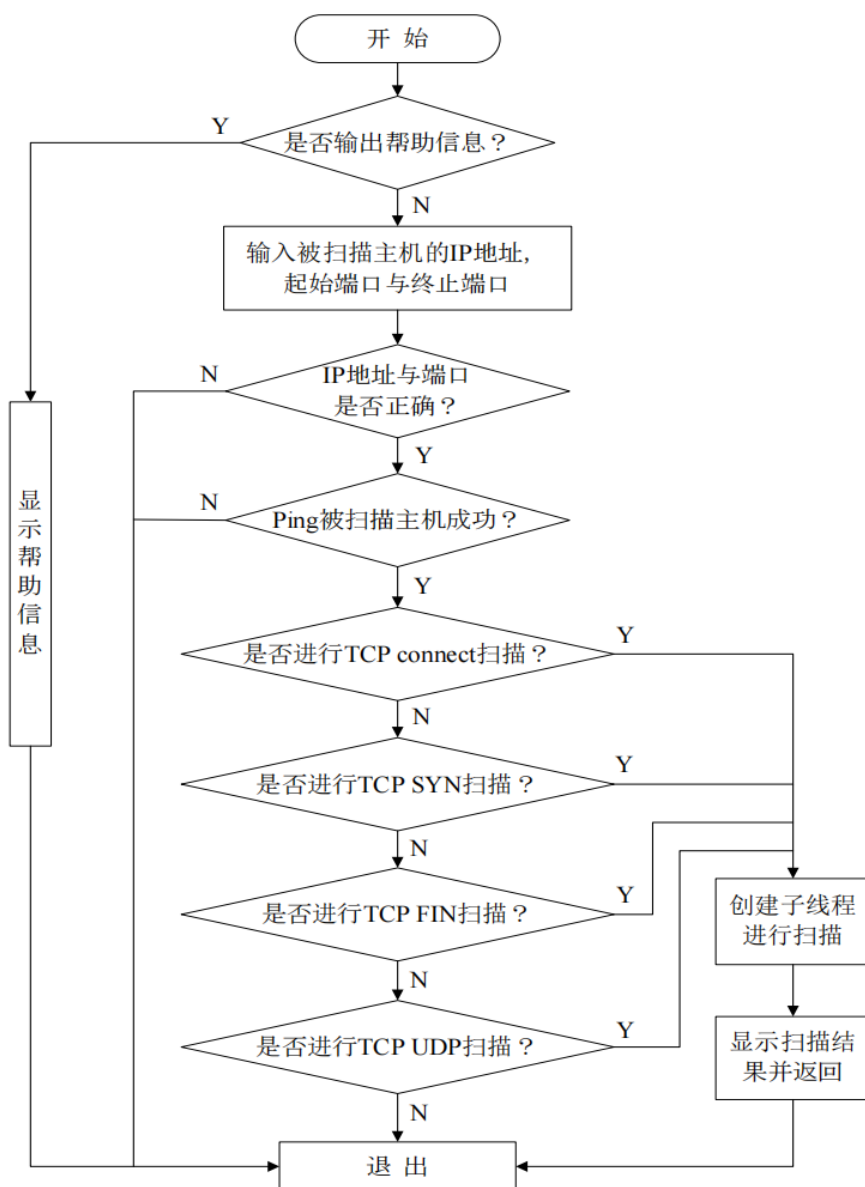 开 始
Y
是否输出帮助信息？
N
输入被扫描主机的IP地址,
起始端口与终止端口
N
IP地址与端口
是否正确？
Y
显
示
帮
助
信
息
N
Ping被扫描主机成功？
Y
是否进行TCP connect扫描？
Y
N
是否进行TCP SYN扫描？
Y
N
是否进行TCP FIN扫描？
Y
创建子线程
进行扫描
N
是否进行TCP UDP扫描？
Y
显示扫描结
果并返回
N
退 出